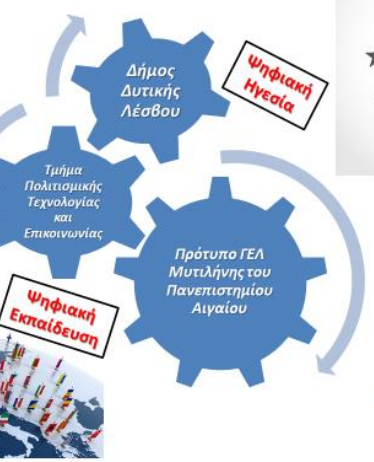 Δήμος
Δυτικής
Λέσβου
Ψηφιακή
Ηγεσία
Τμήμα
Πολιτισμικής
Τεχνολογίας
και
Επικοινωνίας
Πρότυπο ΓΕΛ
Μυτιλήνης του
Πανεπιστημίου
Αιγαίου
Ψηφιακή
Εκπαίδευση